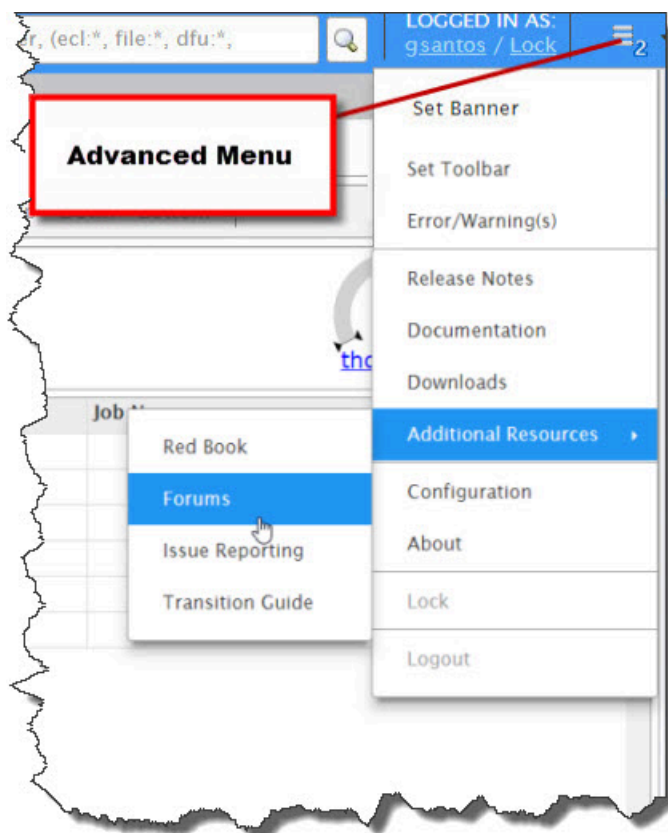 (ecl:*, file:*, dfu:*,
LOGGED IN AS:
gsantos / Lock
2
Advanced Menu
Set Banner
Set Toolbar
Error/Warning(s)
Release Notes
Documentation
Downloads
Additional Resources
Configuration
About
Lock
Logout
Job
Red Book
Forums
Issue Reporting
Transition Guide